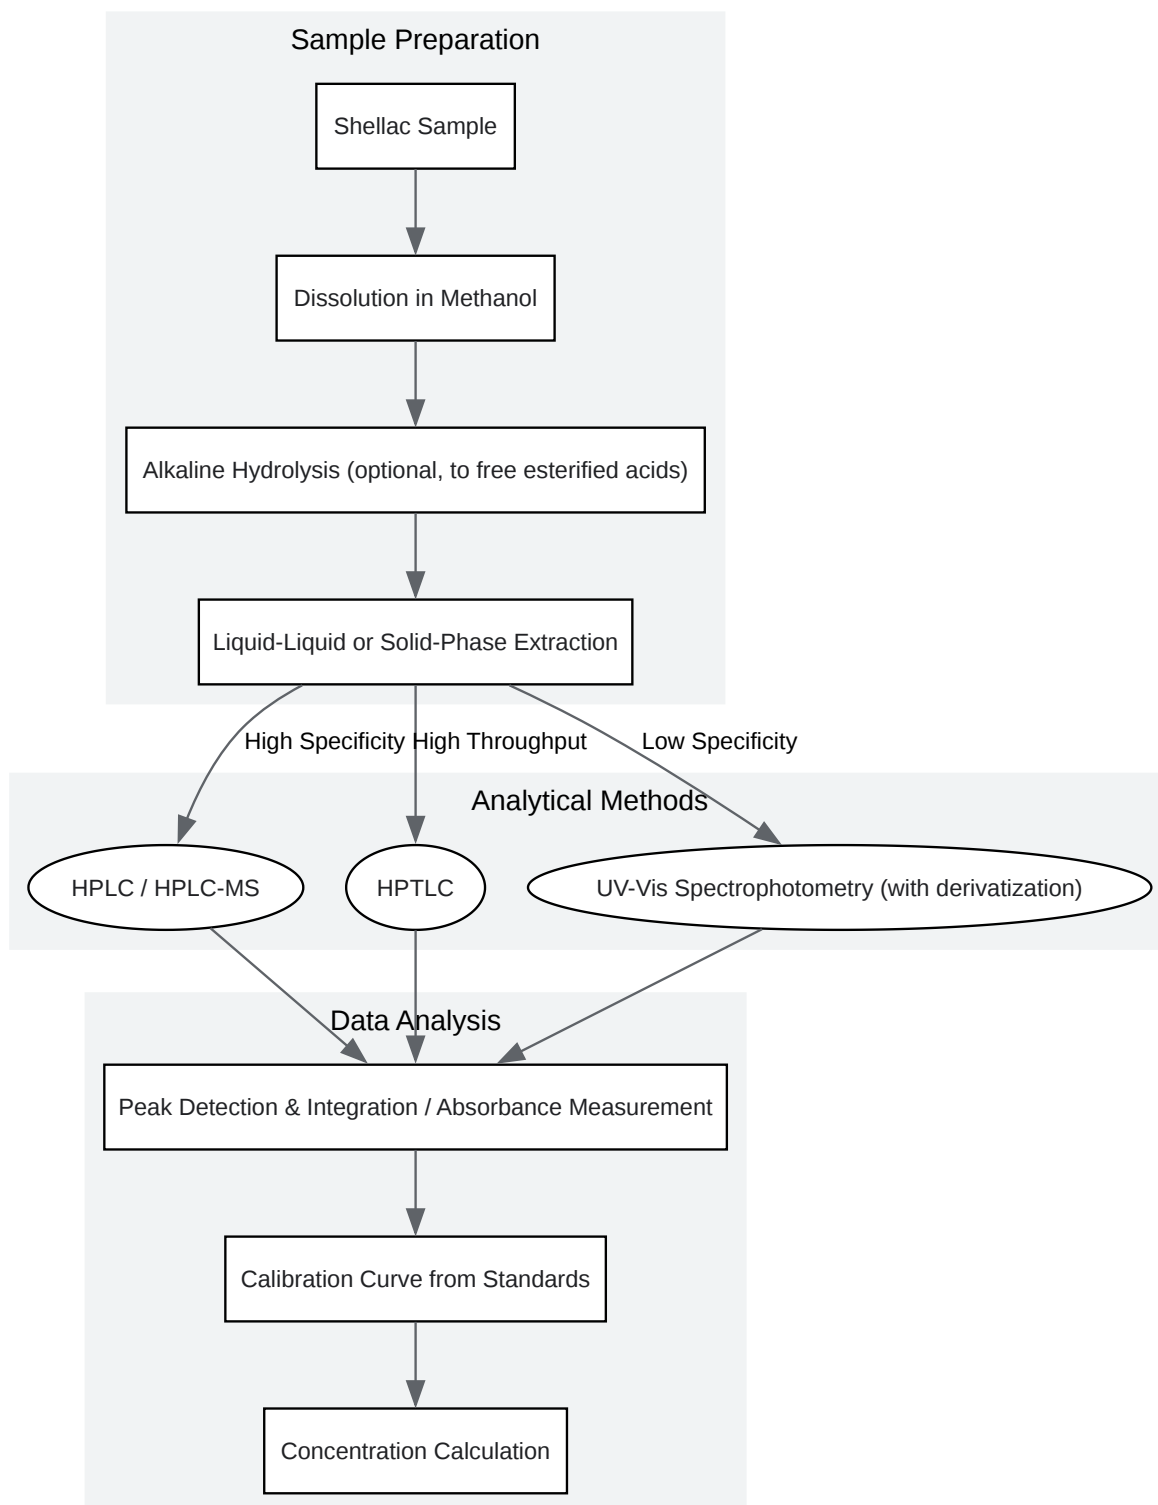 Sample Preparation
Shellac Sample
Dissolution in Methanol
Alkaline Hydrolysis (optional, to free esterified acids)
Liquid-Liquid or Solid-Phase Extraction
High Specificity
High Throughput
Low Specificity
Analytical Methods
HPLC / HPLC-MS
HPTLC
UV-Vis Spectrophotometry (with derivatization)
Data Analysis
Peak Detection & Integration / Absorbance Measurement
Calibration Curve from Standards
Concentration Calculation